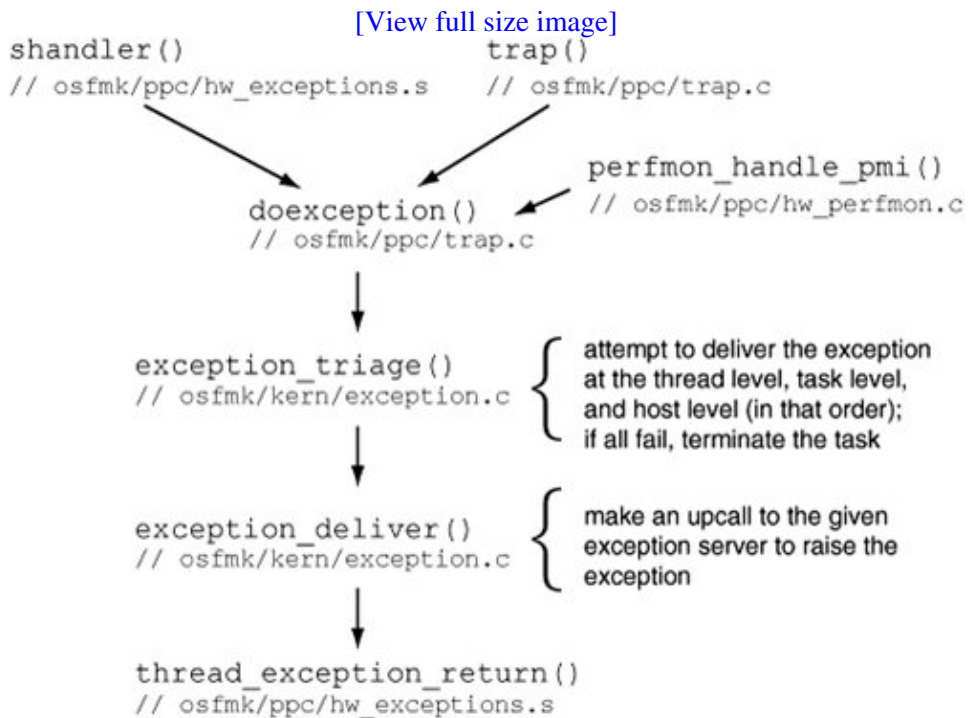 [View full size image]
shandler()
// osfmk/ppc/hw_exceptions.s
trap()
// osfmk/ppc/trap.c
perfmon_handle_pmi()
// osfmk/ppc/hw_perfmon.c
doexception()
// osfmk/ppc/trap.c
exception_triage()
// osfmk/kern/exception.c
attempt to deliver the exception
at the thread level, task level,
and host level (in that order);
if all fail, terminate the task
exception_deliver()
// osfmk/kern/exception.c
make an upcall to the given
exception server to raise the
exception
thread_exception_return()
// osfmk/ppc/hw_exceptions.s